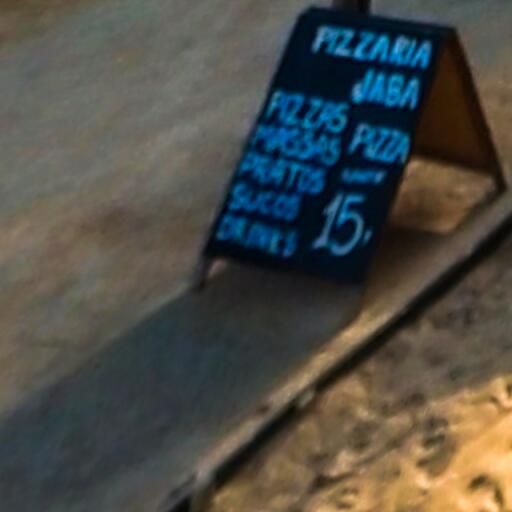 PIZZARIA
JABA
PIZZAS
MASSAS
PRATOS
SUCOS
DRINKS
PIZZA
15,